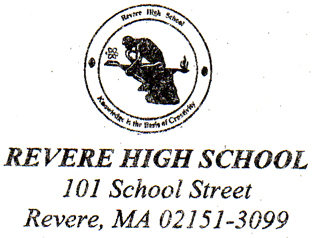 Revere High School
Knowledge is the Basis of Creativity
REVERE HIGH SCHOOL
101 School Street
Revere, MA 02151-3099